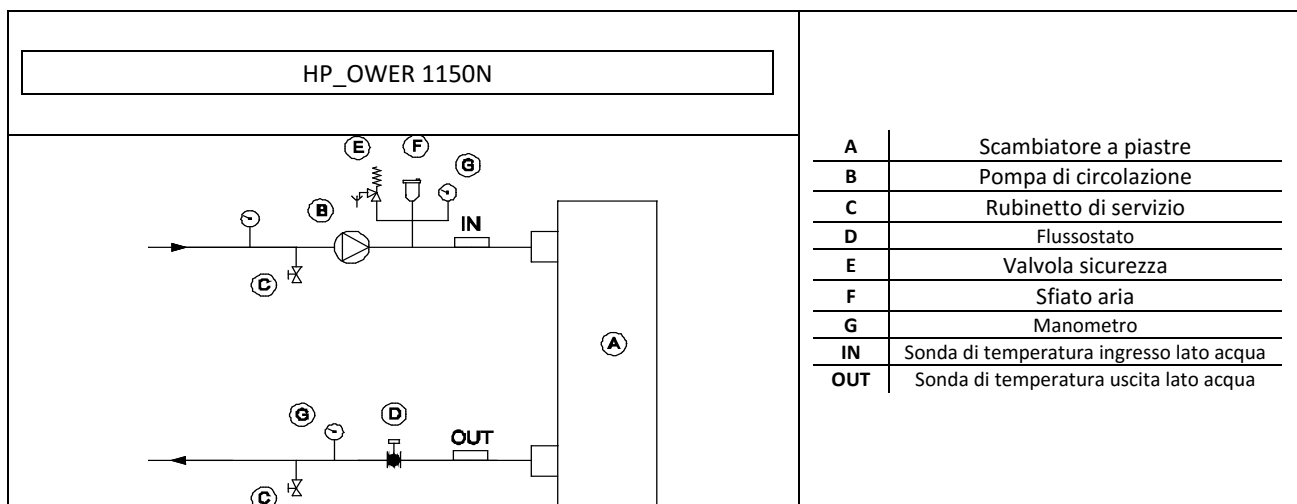 HP_OWER 1150N
E
F
G
B
IN
C
A
G
D
OUT
C
A Scambiatore a piastre
B Pompa di circolazione
C Rubinetto di servizio
D Flussostato
E Valvola sicurezza
F Sfiato aria
G Manometro
IN Sonda di temperatura ingresso lato acqua
OUT Sonda di temperatura uscita lato acqua